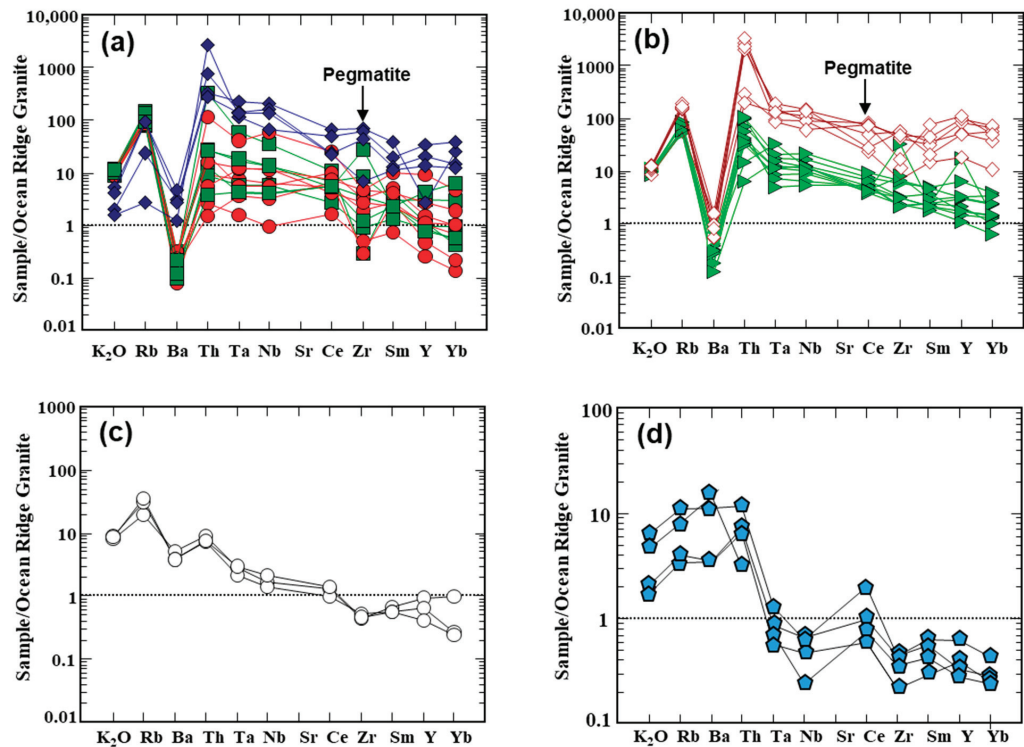 (a)
Sample/Ocean Ridge Granite
10,000
1000
100
10
1
0.1
0.01
Pegmatite
K₂O Rb Ba Th Ta Nb Sr Ce Zr Sm Y Yb
(b)
Sample/Ocean Ridge Granite
10,000
1000
100
10
1
0.1
0.01
Pegmatite
K₂O Rb Ba Th Ta Nb Sr Ce Zr Sm Y Yb
(c)
Sample/Ocean Ridge Granite
1000
100
10
1
0.1
0.01
K₂O Rb Ba Th Ta Nb Sr Ce Zr Sm Y Yb
(d)
Sample/Ocean Ridge Granite
100
10
1
0.1
K₂O Rb Ba Th Ta Nb Sr Ce Zr Sm Y Yb